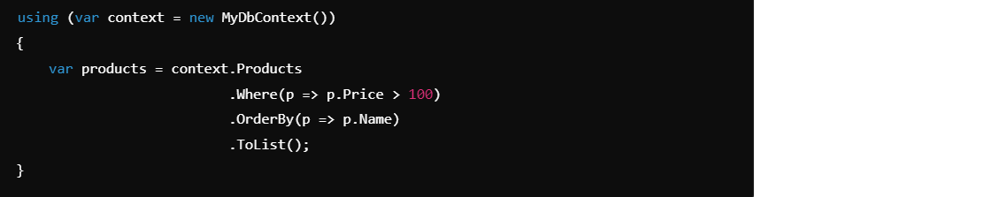 using (var context = new MyDbContext())
{
    var products = context.Products
                          .Where(p => p.Price > 100)
                          .OrderBy(p => p.Name)
                          .ToList();
}